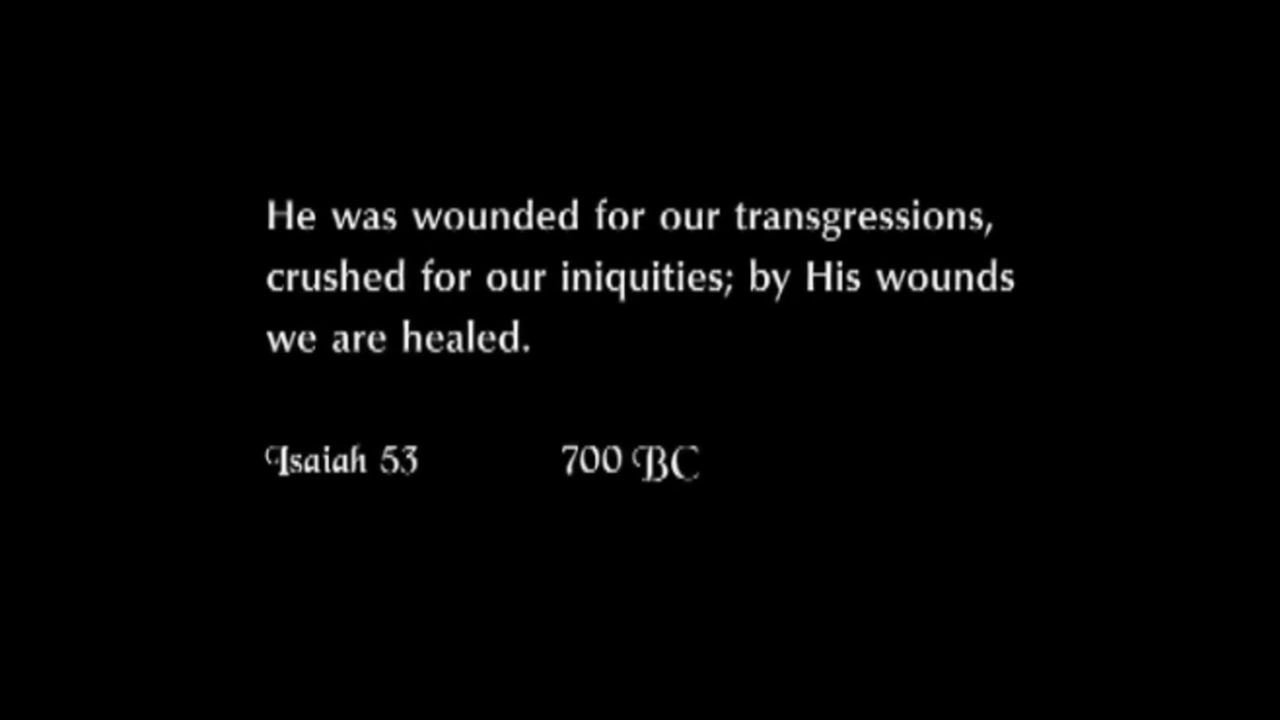 He was wounded for our transgressions,
crushed for our iniquities; by His wounds
we are healed.
Isaiah 53 700 BC